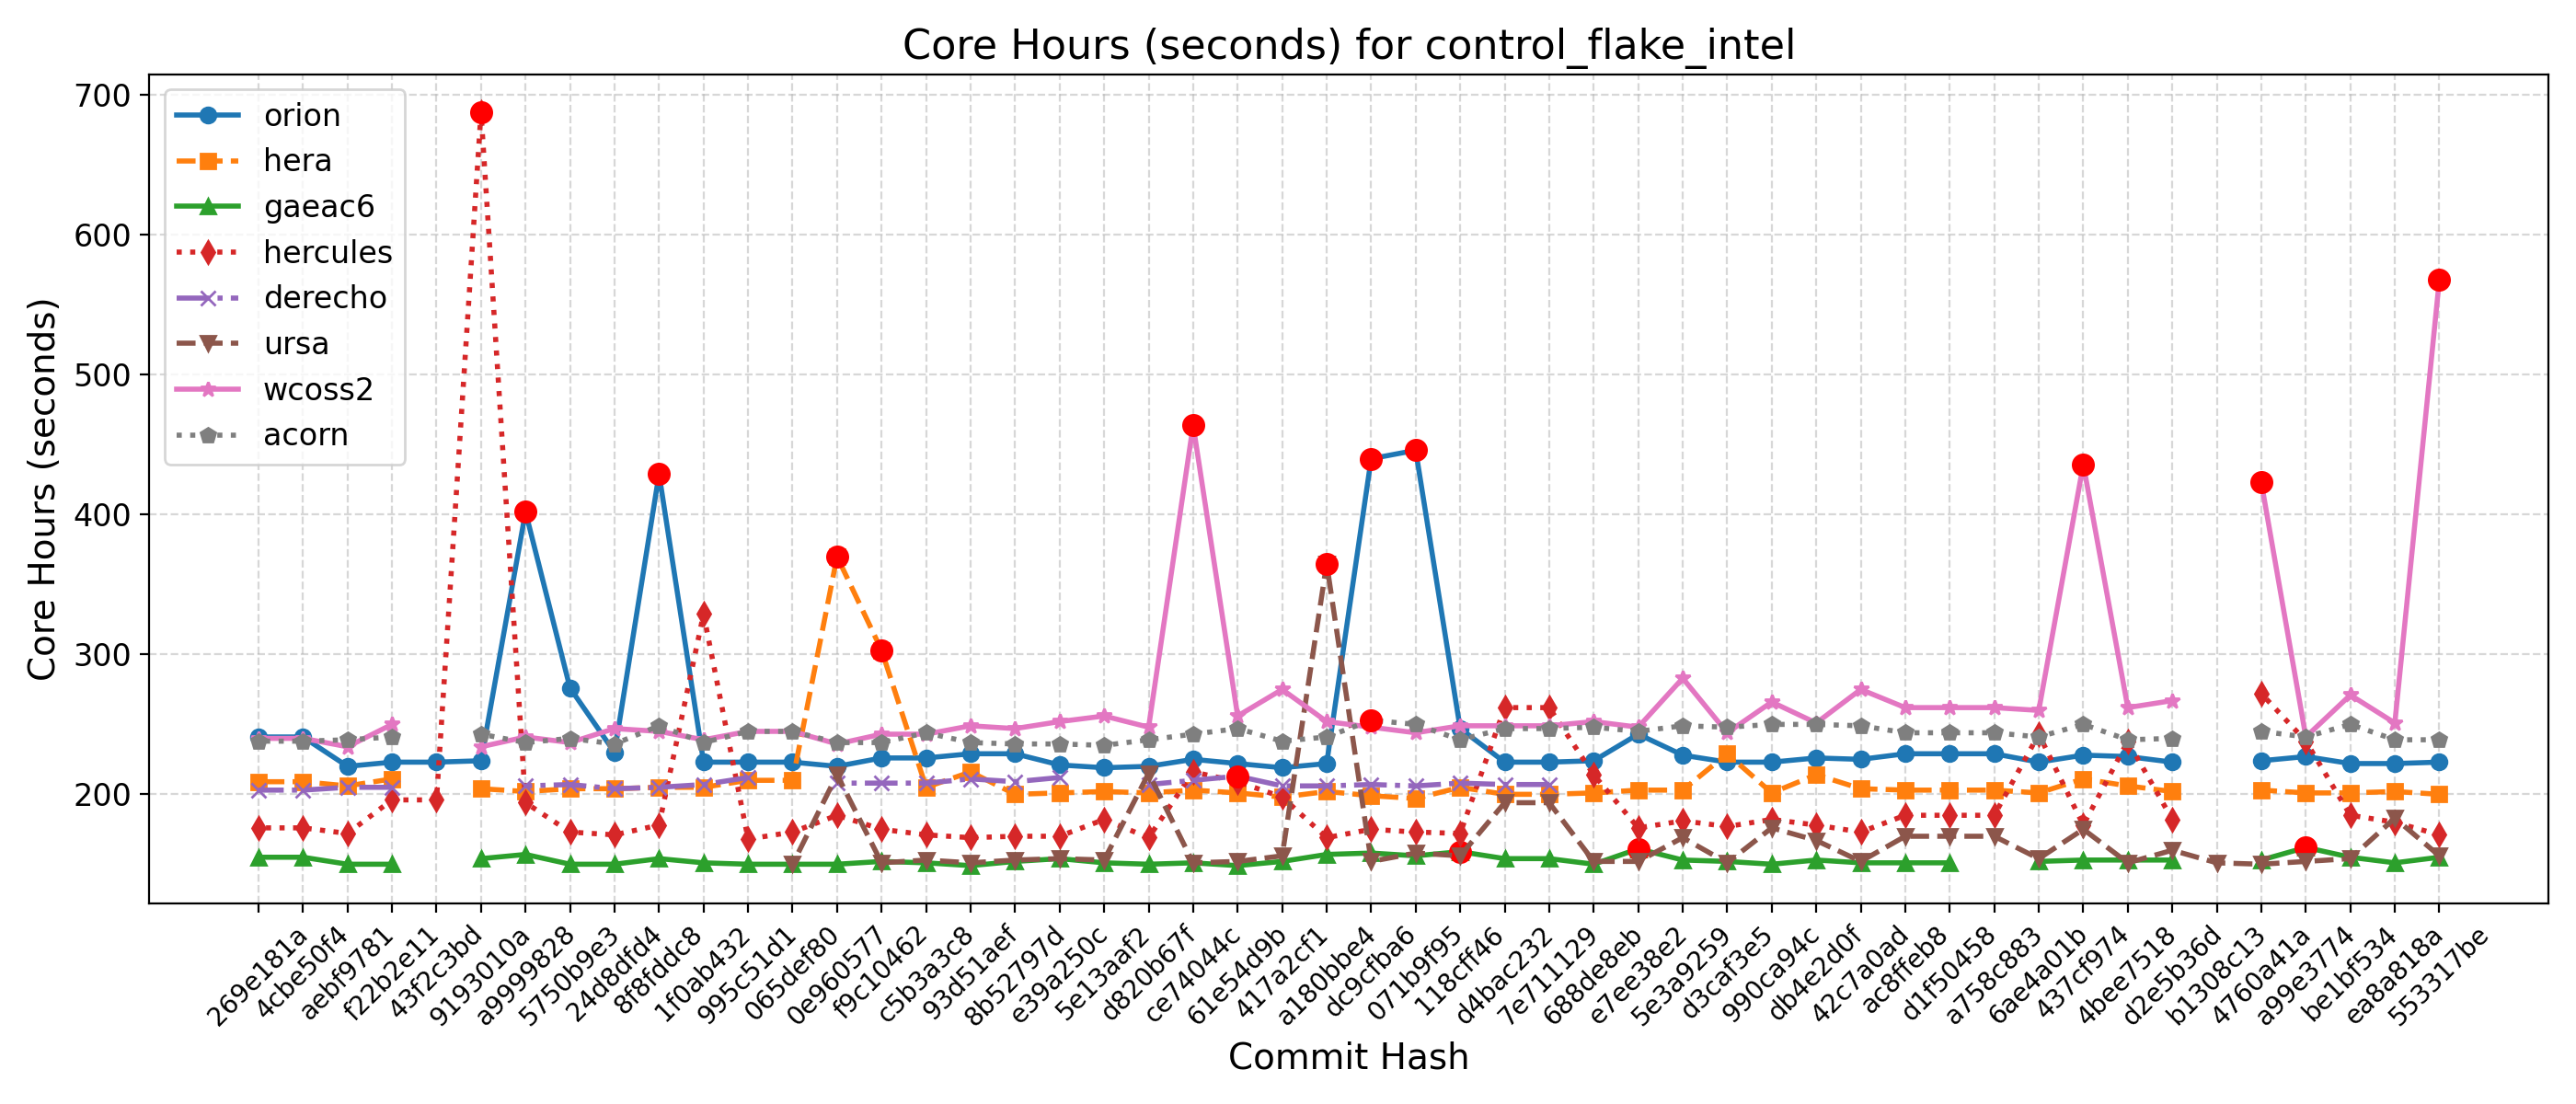 Core Hours (seconds) for control_flake_intel
Core Hours (seconds)
700
600
500
400
300
200
orion
hera
gaeac6
hercules
derecho
ursa
wcoss2
acorn
269e181a
4cbe50f4
aebf9781
f22b2e11
43f2c3bd
9193010a
a9999828
5750b9e3
24d8dfd4
8f8fddc8
1f0ab432
995c51d1
065def80
0e960577
f9c10462
c5b3a3c8
93d51aef
8b52797d
e39a250c
5e13aaf2
d820b67f
ce74044c
61e54d9b
417a2cf1
a180bbe4
dc9cfba6
071b9f95
118cff46
d4bac232
7e711129
688de8eb
e7ee38e2
5e3a9259
d3caf3e5
990ca94c
db4e2d0f
42c7a0ad
ac8ffeb8
d1f50458
a758c883
6ae4a01b
437cf974
4bee7518
d2e5b36d
b1308c13
4760a41a
a99e3774
be1bf534
ea8a818a
553317be
Commit Hash